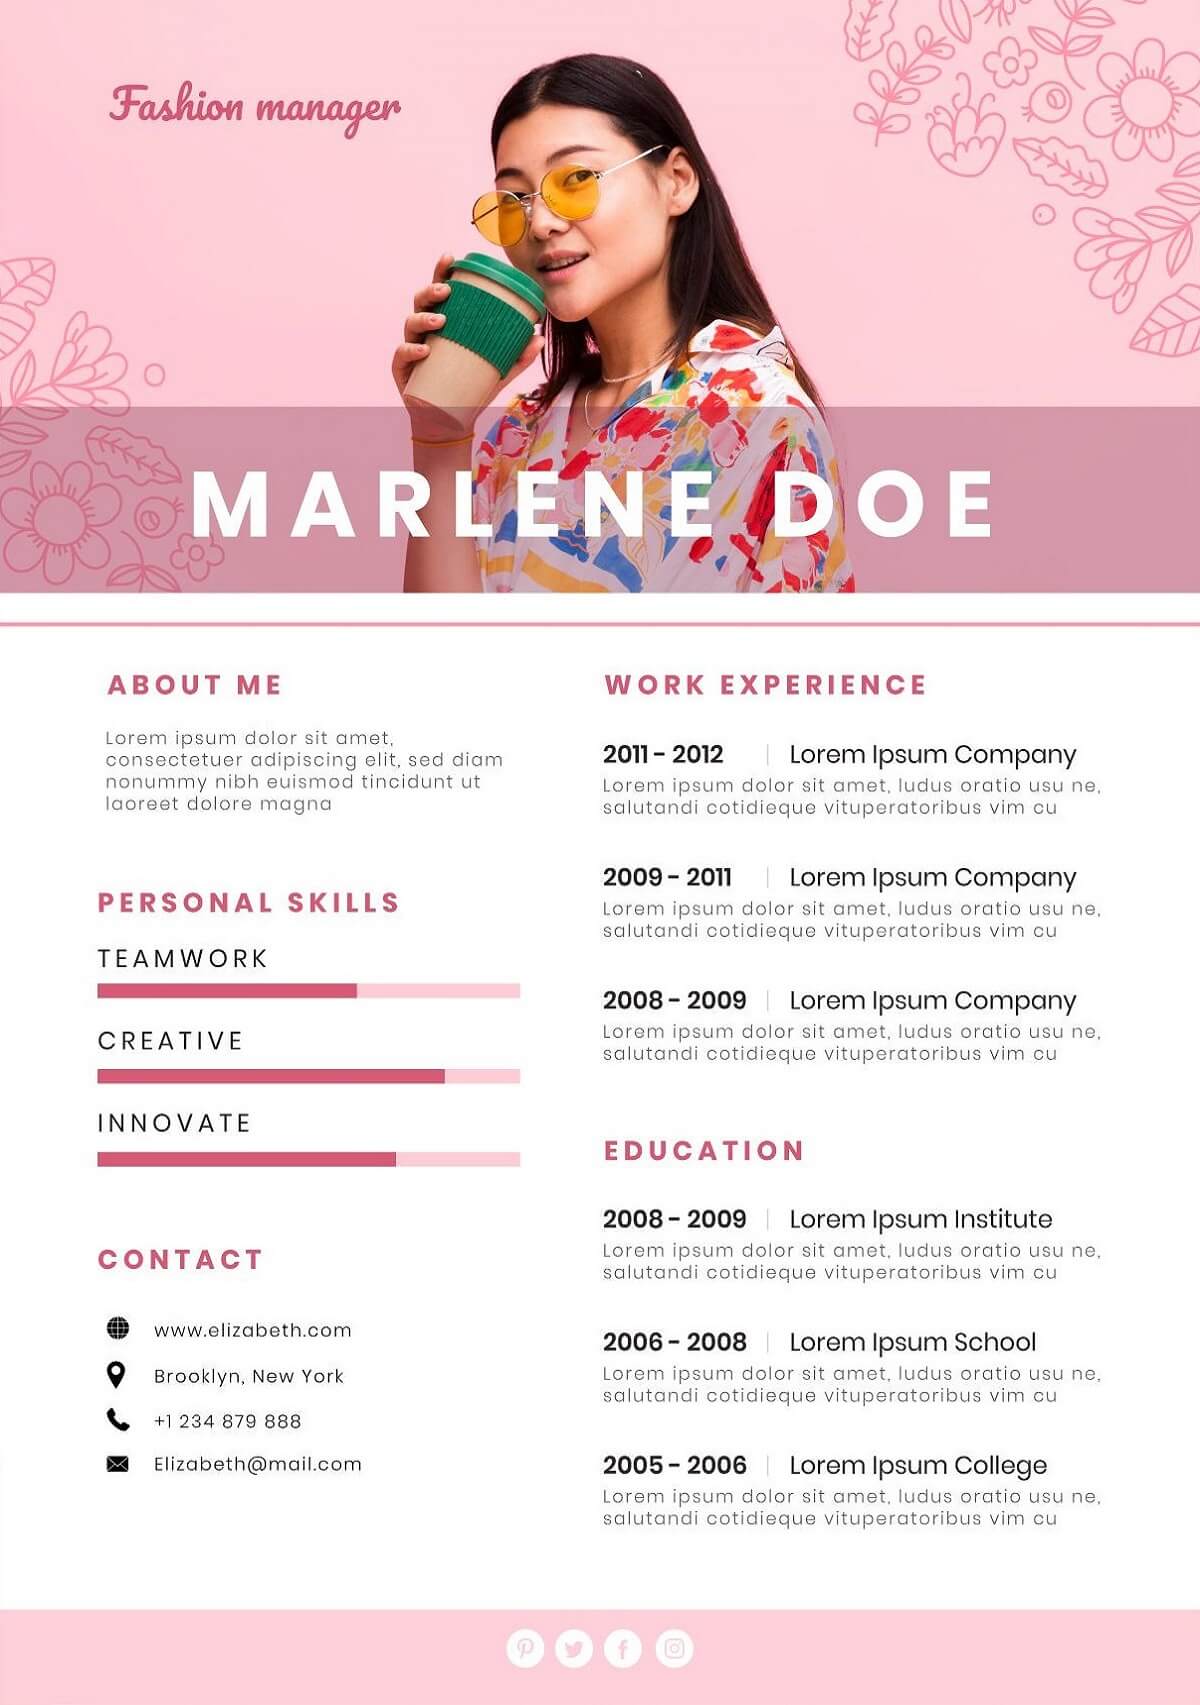 Fashion manager
MARLENE DOE
ABOUT ME
Lorem ipsum dolor sit amet,
consectetuer adipiscing elit, sed diam
nonummy nibh euismod tincidunt ut
laoreet dolore magna
PERSONAL SKILLS
TEAMWORK
CREATIVE
INNOVATE
CONTACT
www.elizabeth.com
Brooklyn, New York
+1 234 879 888
Elizabeth@mail.com
WORK EXPERIENCE
2011 - 2012 | Lorem Ipsum Company
Lorem ipsum dolor sit amet, ludus oratio usu ne,
salutandi cotidieque vituperatoribus vim cu
2009 - 2011 | Lorem Ipsum Company
Lorem ipsum dolor sit amet, ludus oratio usu ne,
salutandi cotidieque vituperatoribus vim cu
2008 - 2009 | Lorem Ipsum Company
Lorem ipsum dolor sit amet, ludus oratio usu ne,
salutandi cotidieque vituperatoribus vim cu
EDUCATION
2008 - 2009 | Lorem Ipsum Institute
Lorem ipsum dolor sit amet, ludus oratio usu ne,
salutandi cotidieque vituperatoribus vim cu
2006 - 2008 | Lorem Ipsum School
Lorem ipsum dolor sit amet, ludus oratio usu ne,
salutandi cotidieque vituperatoribus vim cu
2005 - 2006 | Lorem Ipsum College
Lorem ipsum dolor sit amet, ludus oratio usu ne,
salutandi cotidieque vituperatoribus vim cu